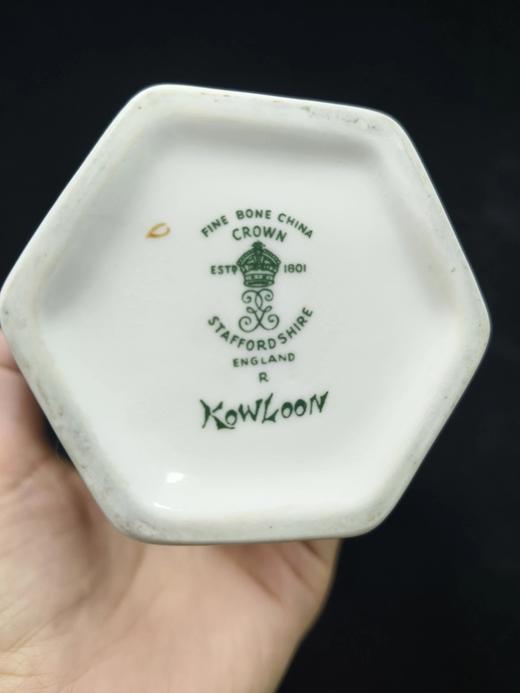 FINE BONE CHINA
CROWN
ESTD 1801
STAFFORDSHIRE
ENGLAND
R
KOWLOON